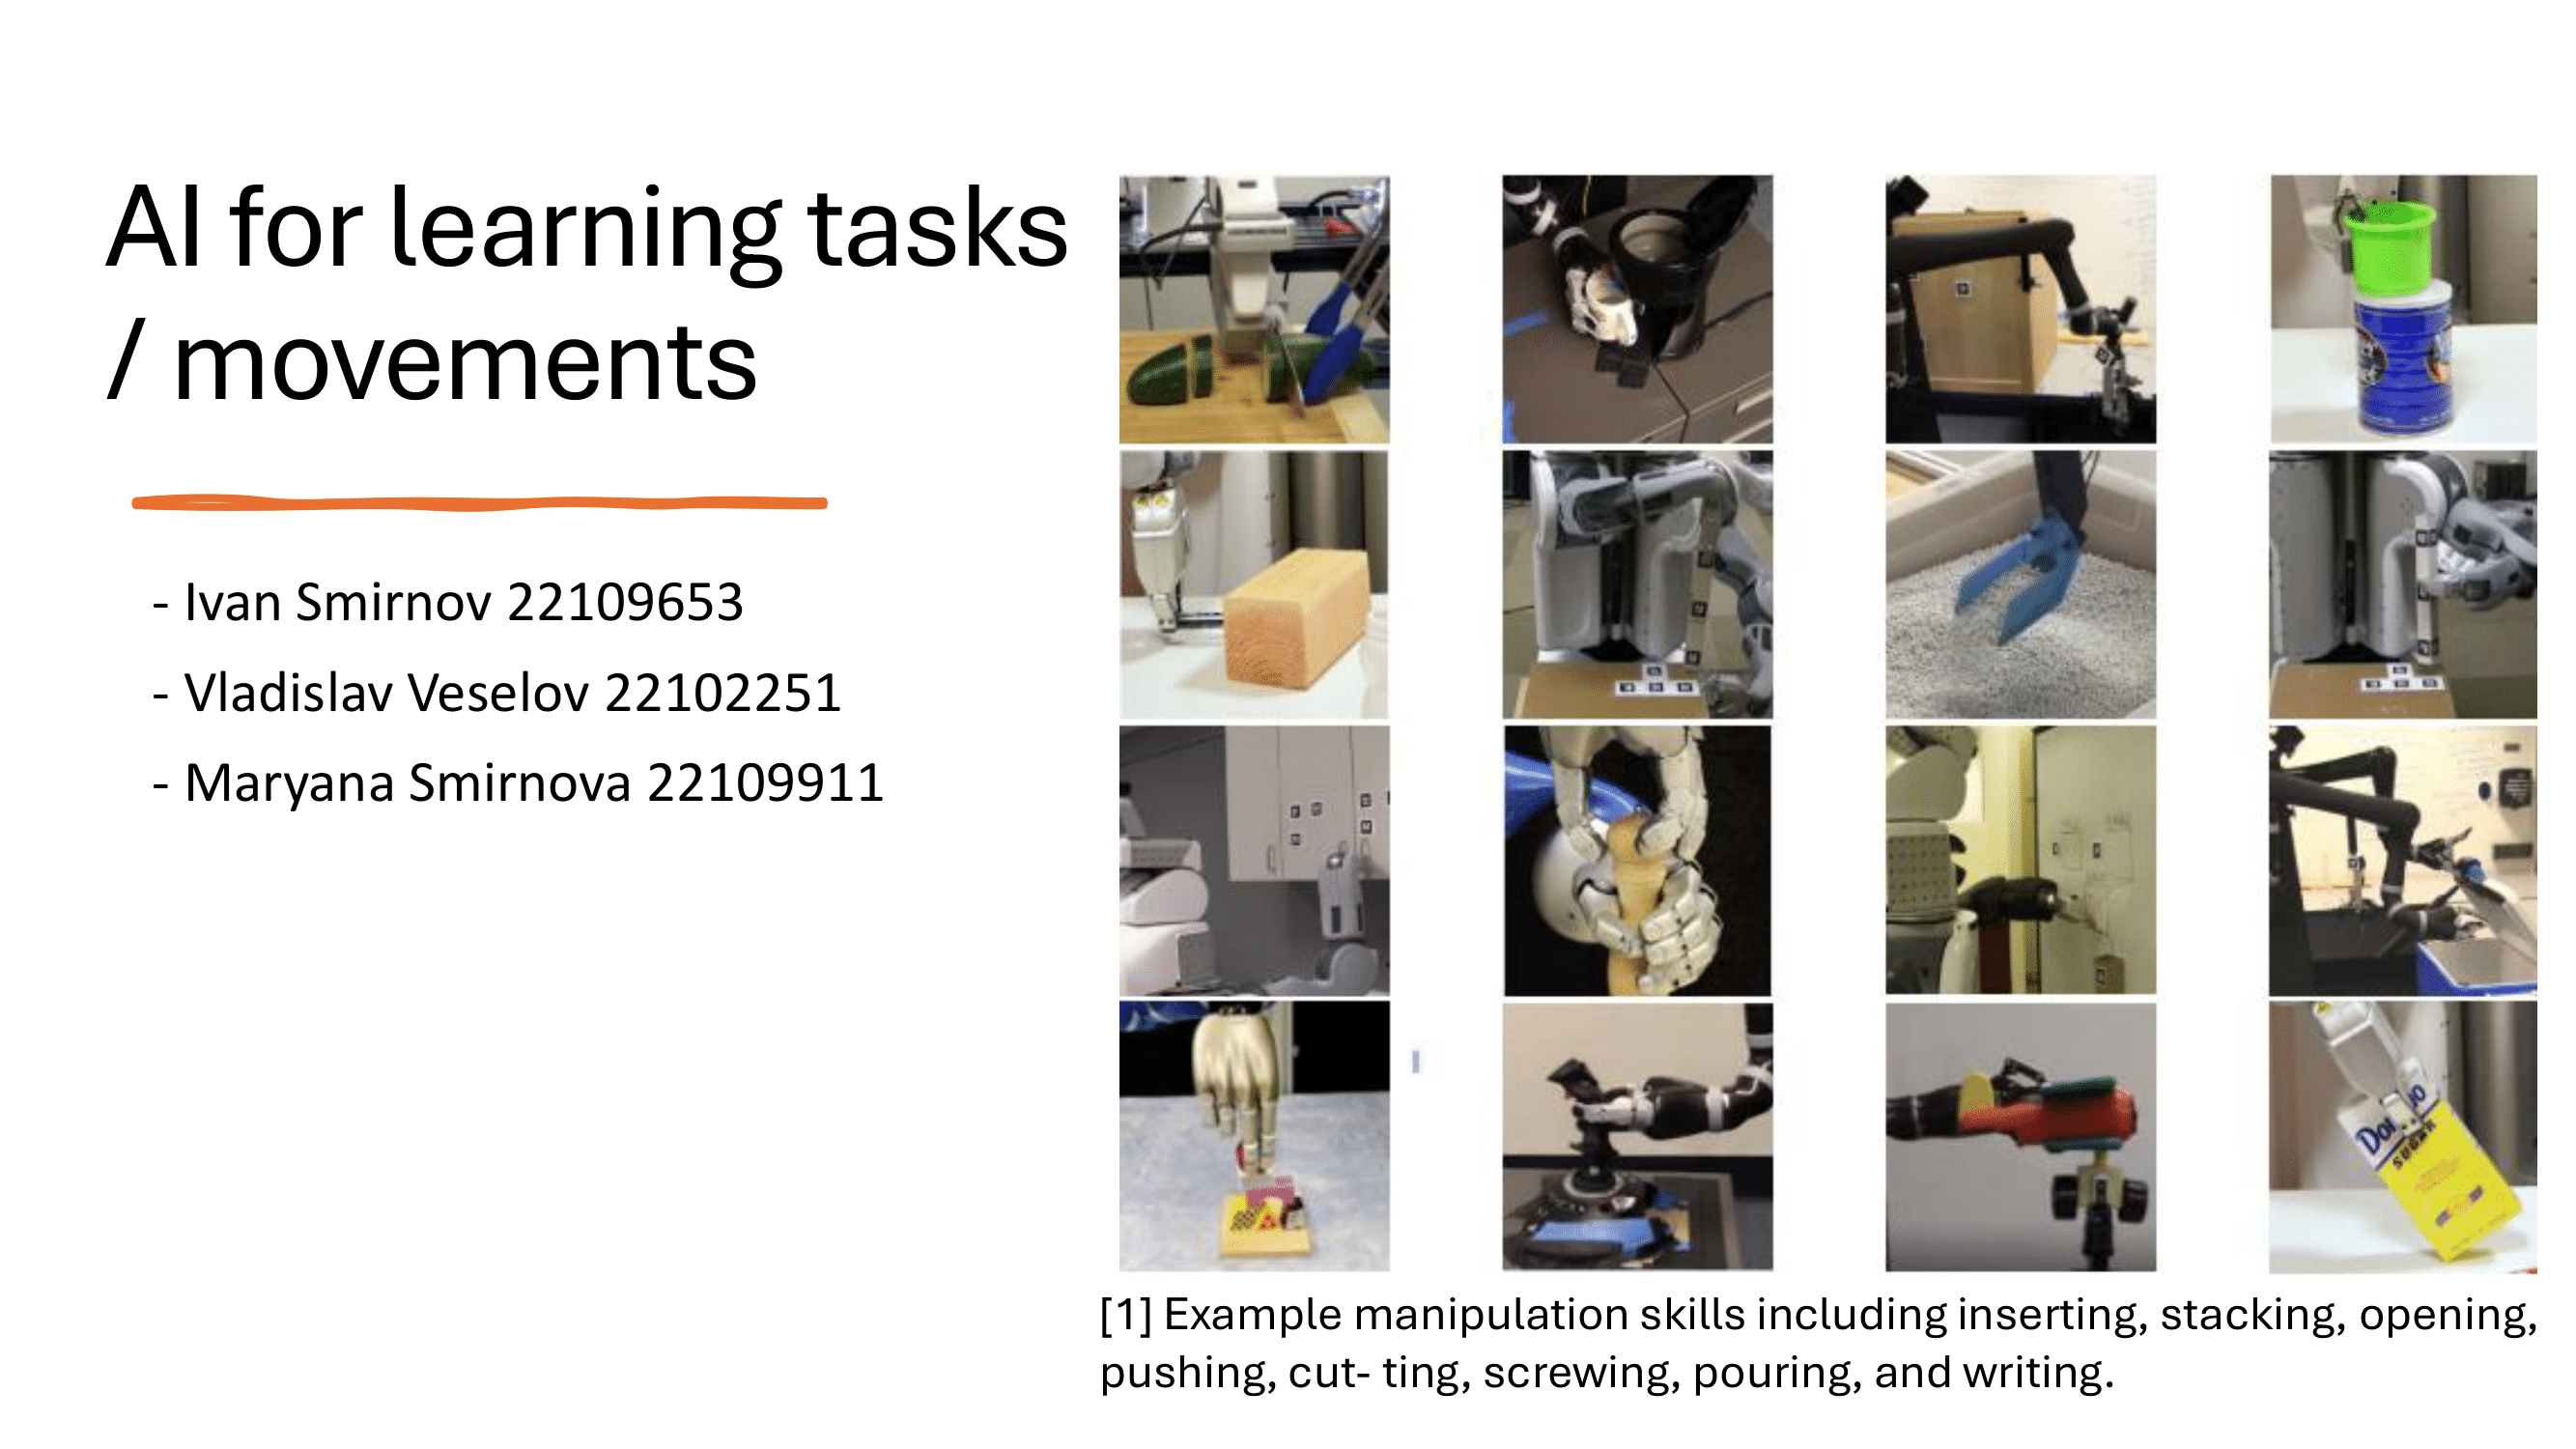 AI for learning tasks
/ movements
- Ivan Smirnov 22109653
- Vladislav Veselov 22102251
- Maryana Smirnova 22109911
[1] Example manipulation skills including inserting, stacking, opening,
pushing, cut- ting, screwing, pouring, and writing.